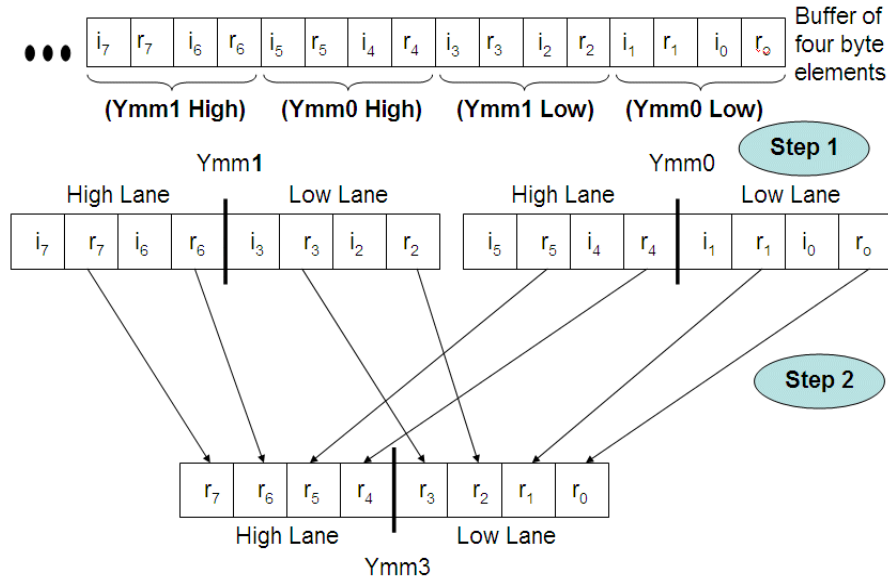 i₇ r₇ i₆ r₆ i₅ r₅ i₄ r₄ i₃ r₃ i₂ r₂ i₁ r₁ i₀ rₒ
Buffer of
four byte
elements
(Ymm1 High) (Ymm0 High) (Ymm1 Low) (Ymm0 Low)
Step 1
Ymm1 Ymm0
High Lane Low Lane High Lane Low Lane
i₇ r₇ i₆ r₆ i₃ r₃ i₂ r₂ i₅ r₅ i₄ r₄ i₁ r₁ i₀ rₒ
Step 2
r₇ r₆ r₅ r₄ r₃ r₂ r₁ r₀
High Lane Low Lane
Ymm3